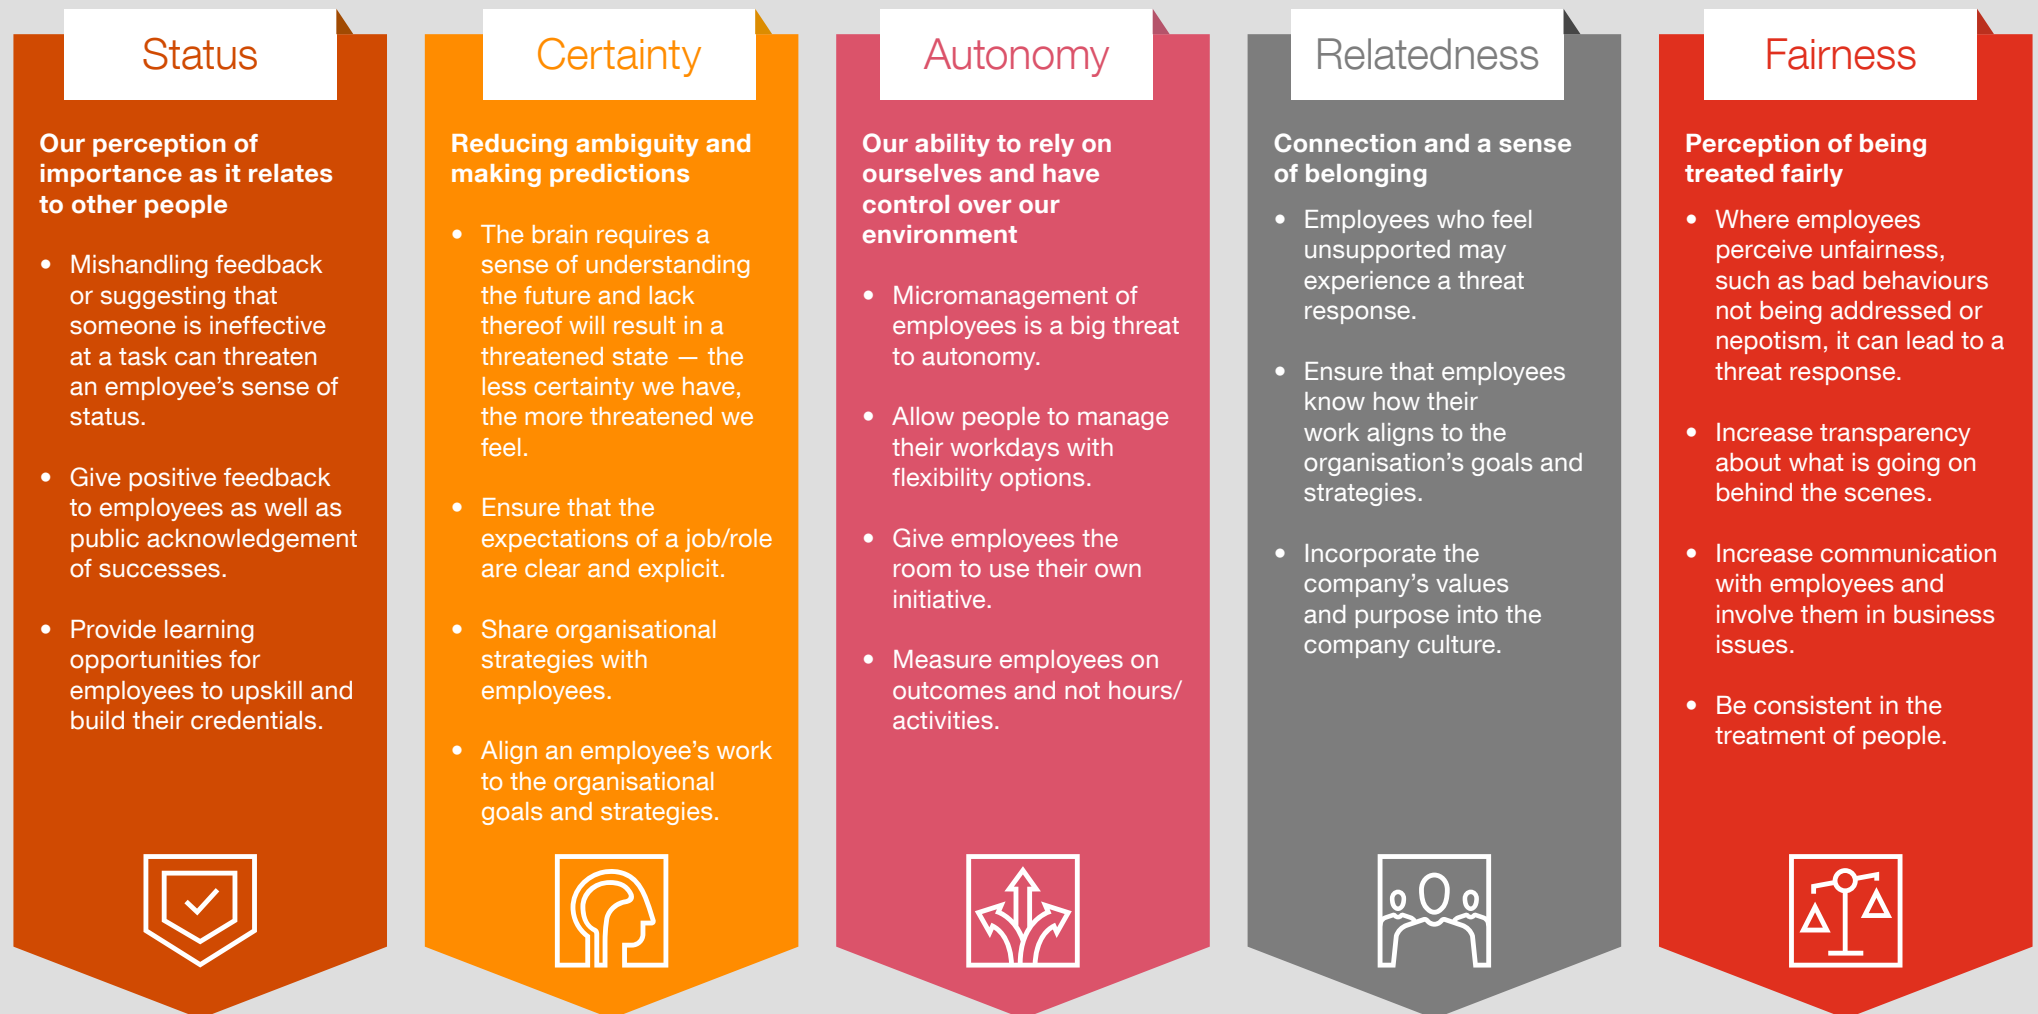 Status
Our perception of
importance as it relates
to other people
• Mishandling feedback
or suggesting that
someone is ineffective
at a task can threaten
an employee’s sense of
status.
• Give positive feedback
to employees as well as
public acknowledgement
of successes.
• Provide learning
opportunities for
employees to upskill and
build their credentials.
Certainty
Reducing ambiguity and
making predictions
• The brain requires a
sense of understanding
the future and lack
thereof will result in a
threatened state — the
less certainty we have,
the more threatened we
feel.
• Ensure that the
expectations of a job/role
are clear and explicit.
• Share organisational
strategies with
employees.
• Align an employee’s work
to the organisational
goals and strategies.
Autonomy
Our ability to rely on
ourselves and have
control over our
environment
• Micromanagement of
employees is a big threat
to autonomy.
• Allow people to manage
their workdays with
flexibility options.
• Give employees the
room to use their own
initiative.
• Measure employees on
outcomes and not hours/
activities.
Relatedness
Connection and a sense
of belonging
• Employees who feel
unsupported may
experience a threat
response.
• Ensure that employees
know how their
work aligns to the
organisation’s goals and
strategies.
• Incorporate the
company’s values
and purpose into the
company culture.
Fairness
Perception of being
treated fairly
• Where employees
perceive unfairness,
such as bad behaviours
not being addressed or
nepotism, it can lead to a
threat response.
• Increase transparency
about what is going on
behind the scenes.
• Increase communication
with employees and
involve them in business
issues.
• Be consistent in the
treatment of people.